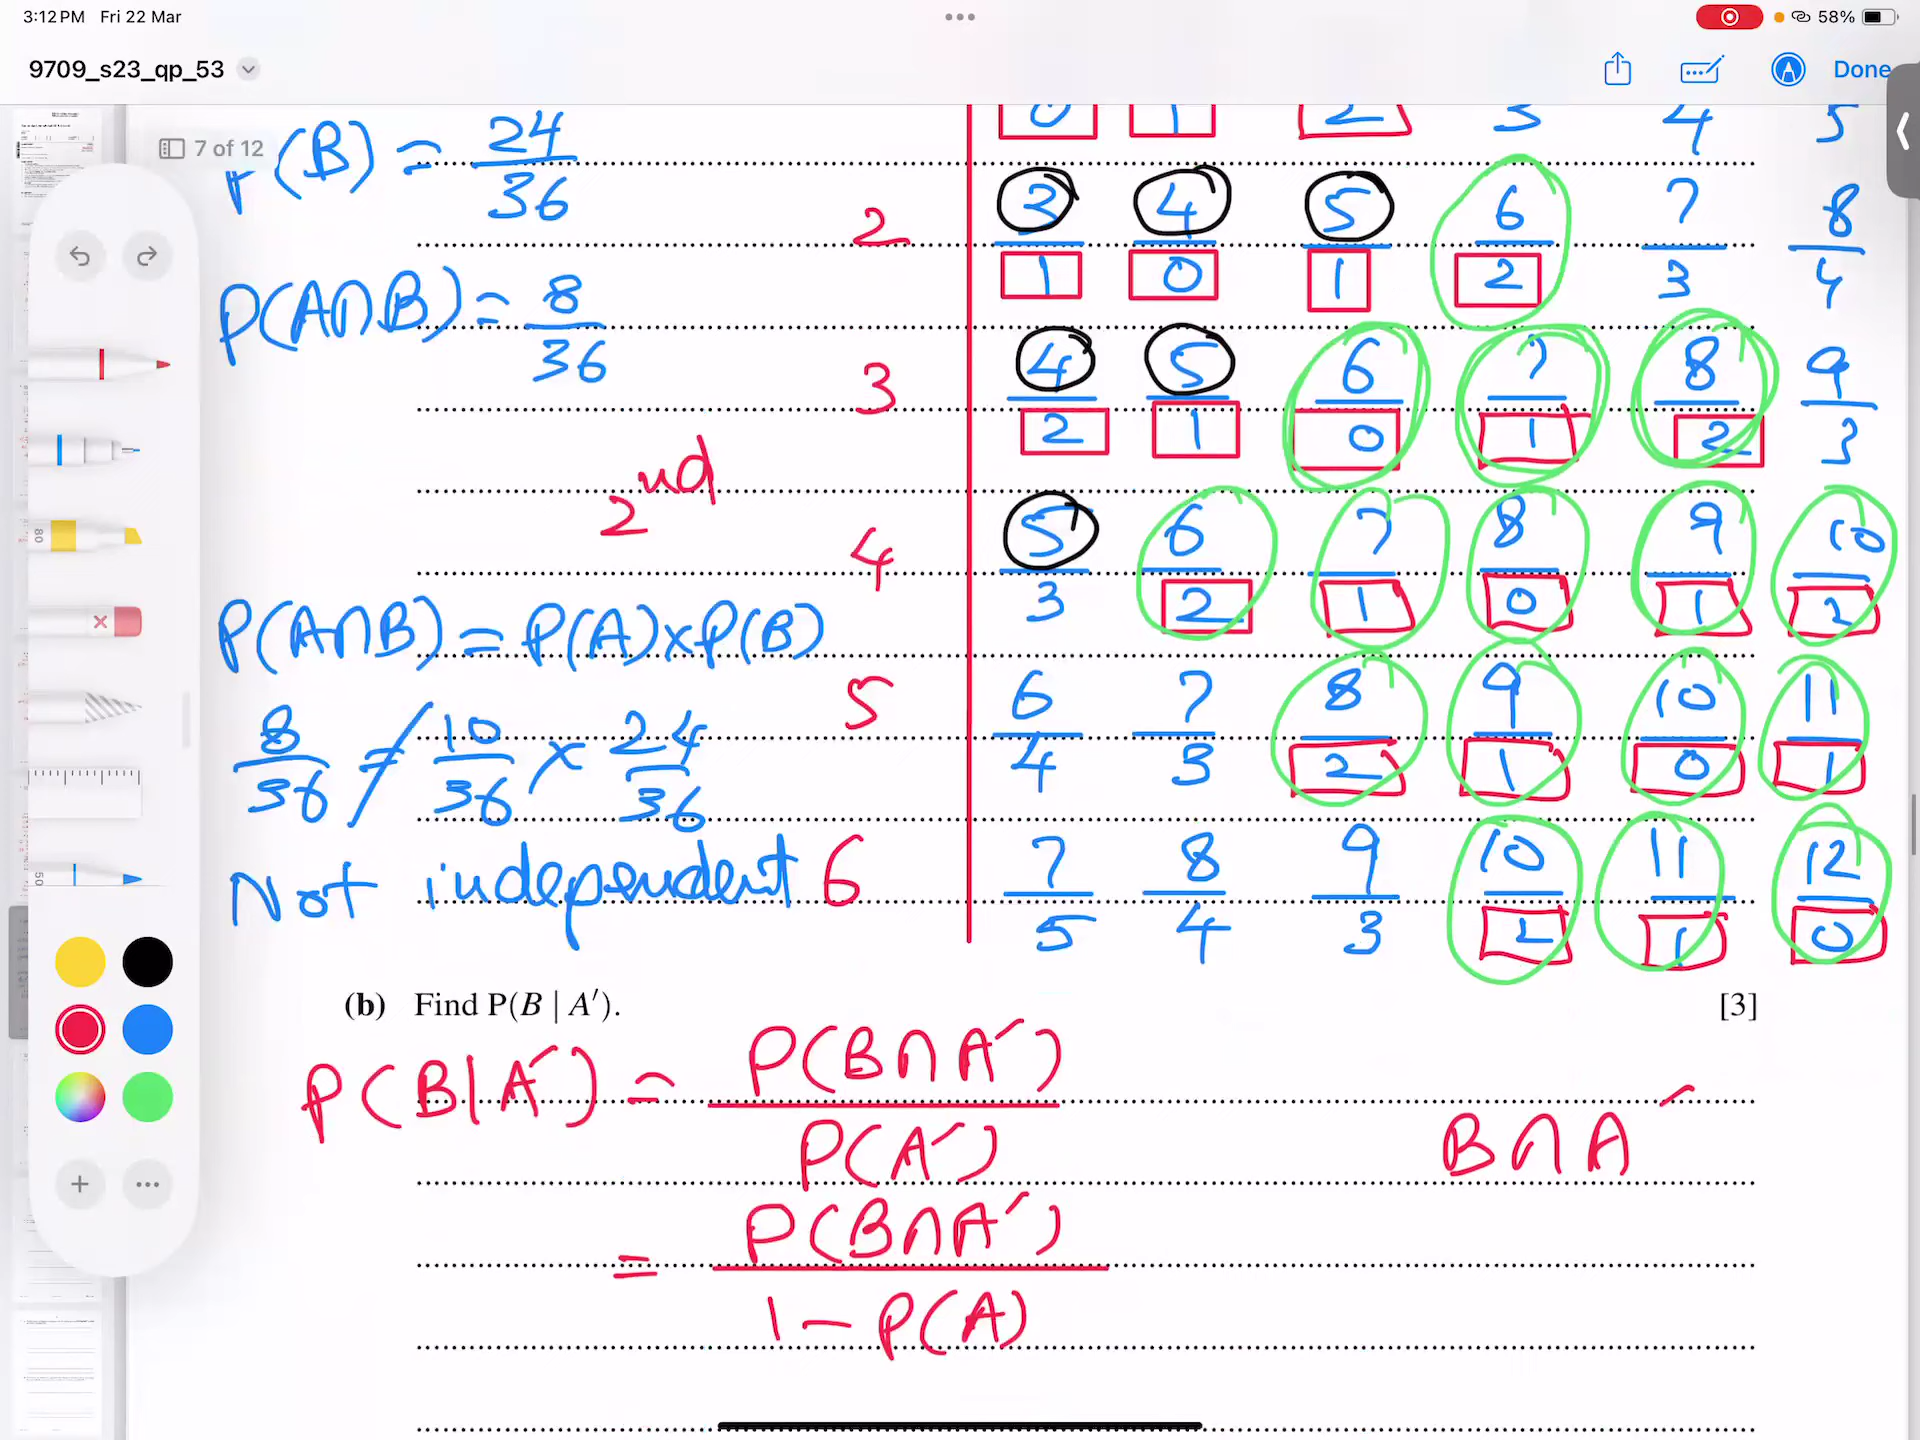 3:12 PM Fri 22 Mar
58%
9709_s23_qp_53
Done
7 of 12
0 1 2 3 4 5
P(B) = 24/36
2
3/1 4/0 5/1 6/2 7/3 8/4
P(A∩B) = 8/36
3
4/2 5/1 6/0 7/1 8/2 9/3
2nd
4
5/3 6/2 7/1 8/0 9/1 10/2
P(A∩B) = P(A) x P(B)
5
6/4 7/3 8/2 9/1 10/0 11/1
8/36 ≠ 10/36 x 24/36
Not independent
6
7/5 8/4 9/3 10/2 11/1 12/0
(b) Find P(B | A′). [3]
P(B|A′) = P(B∩A′)/P(A′)
B∩A′
= P(B∩A′)/1 − P(A)
80
50